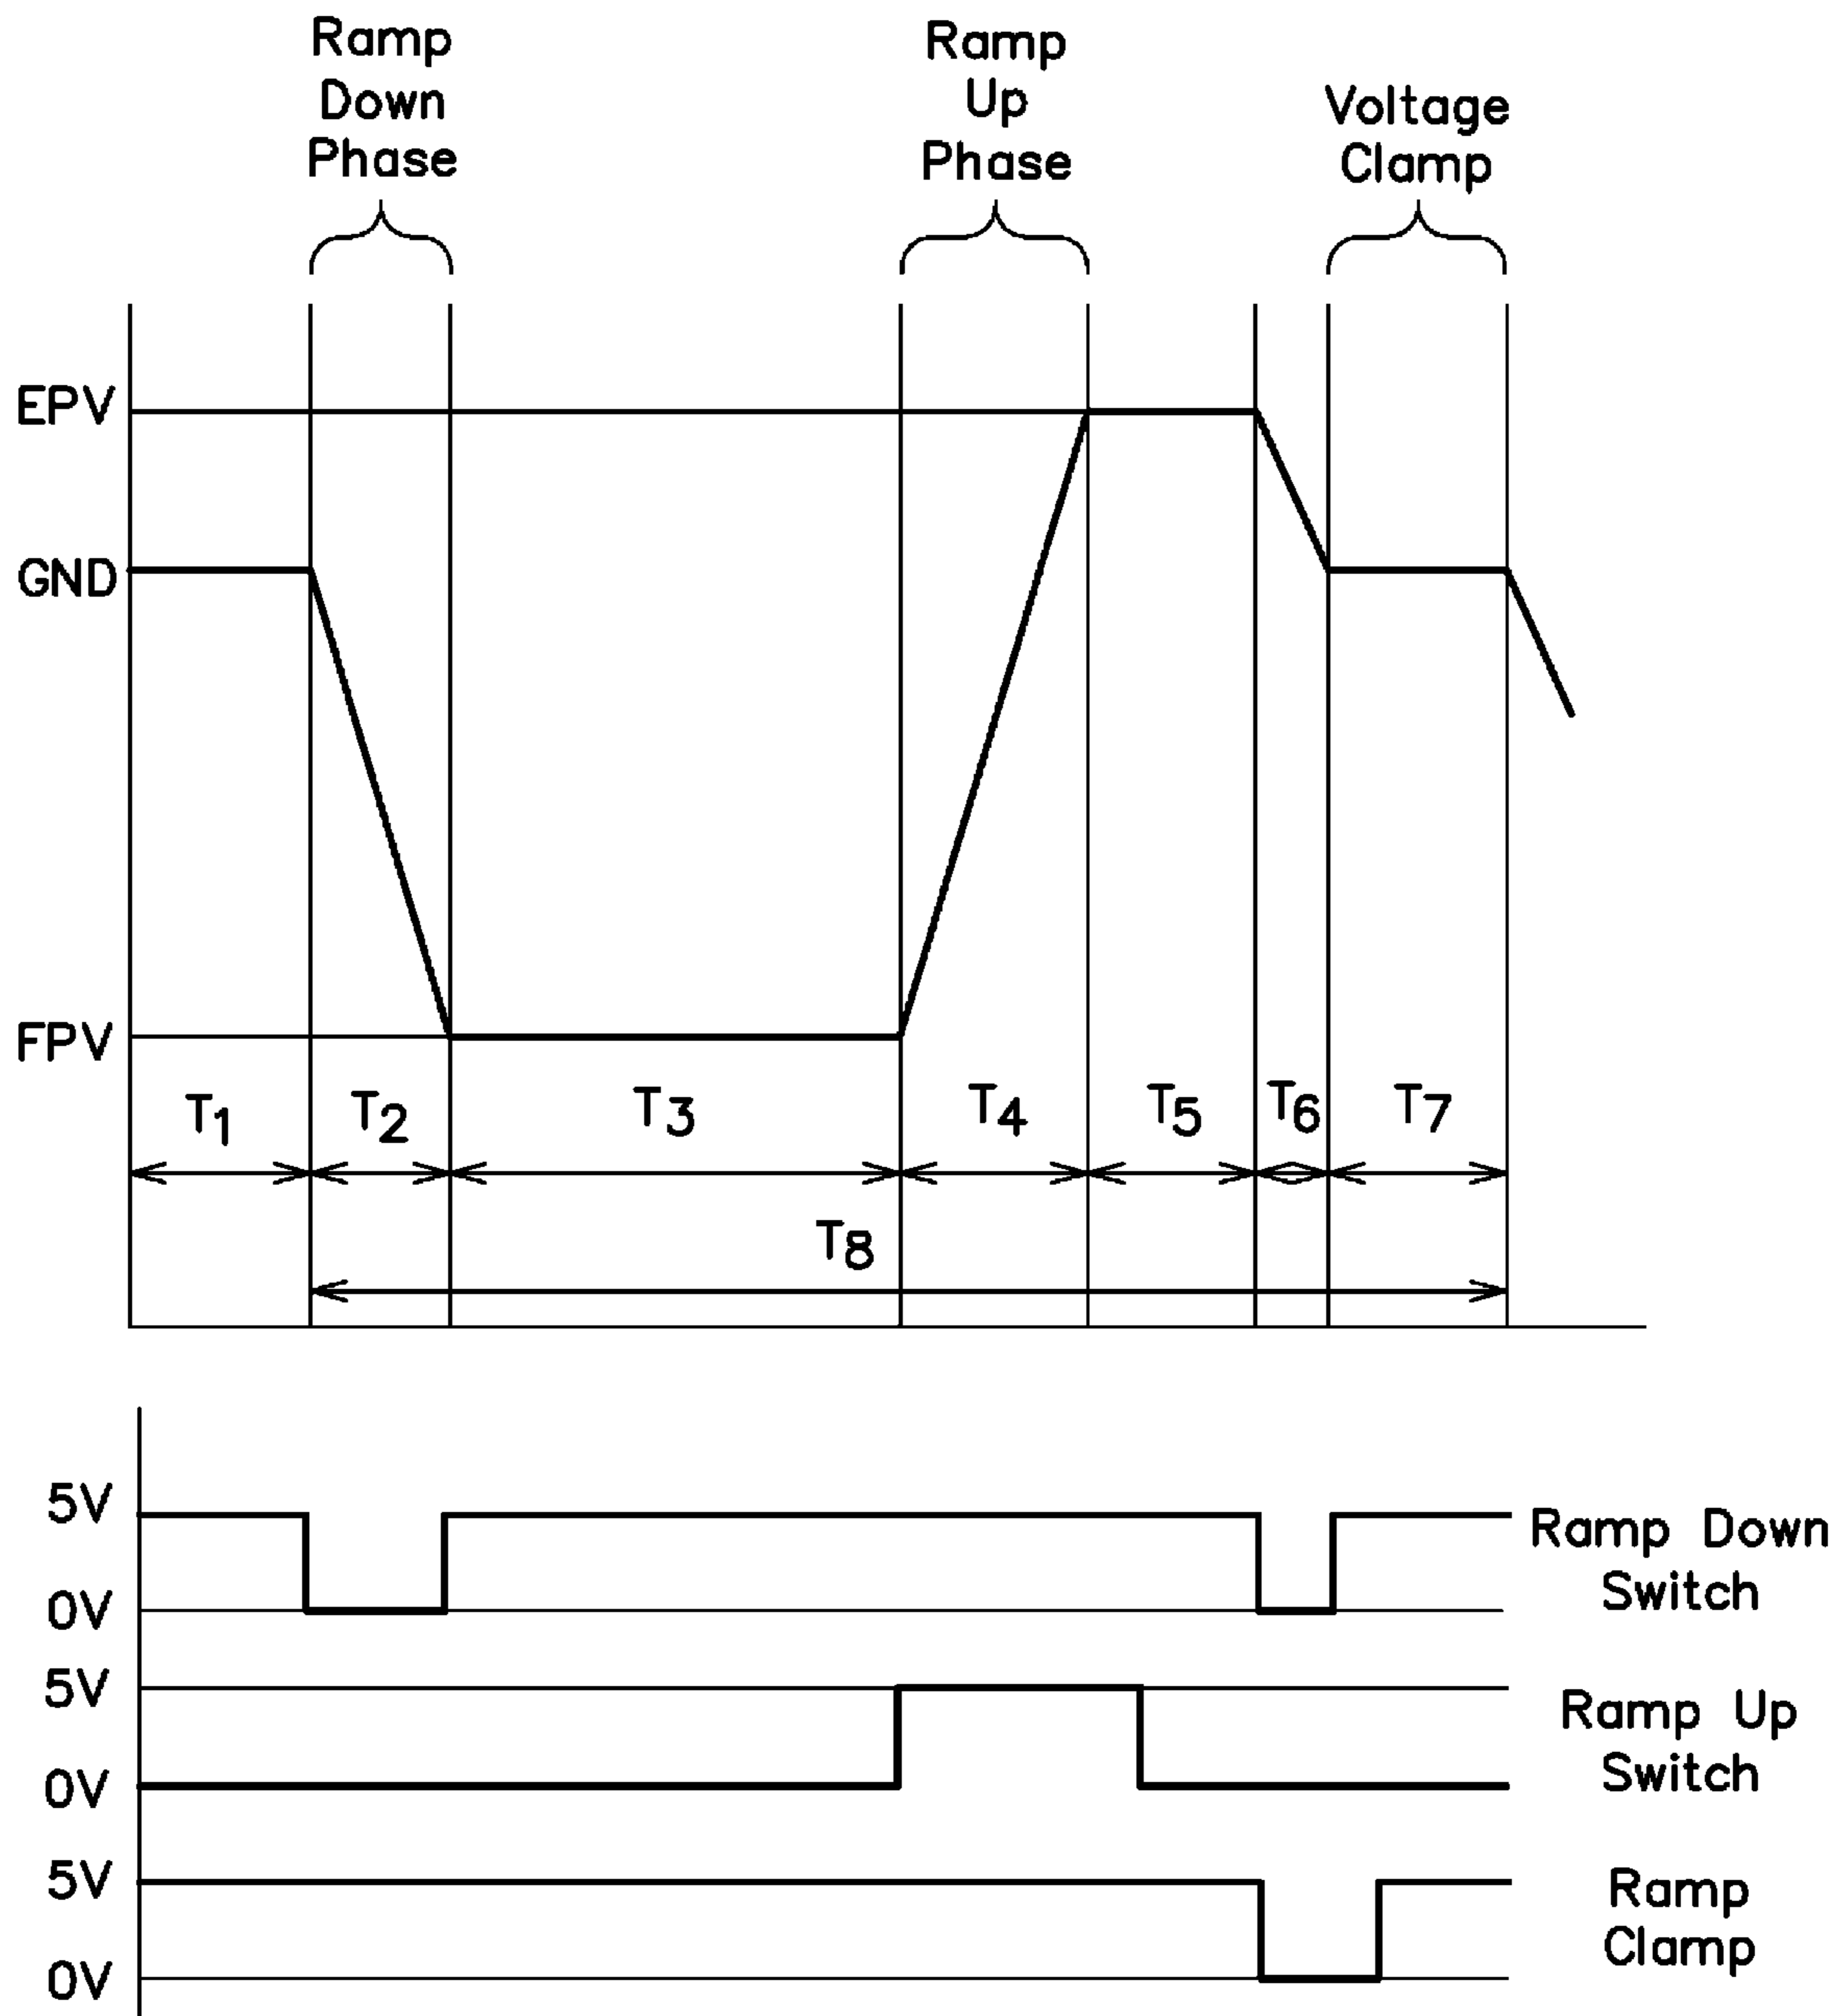 Ramp
Down
Phase
Ramp
Up
Phase
Voltage
Clamp
EPV
GND
FPV
T1
T2
T3
T4
T5
T6
T7
T8
5V
0V
Ramp Down
Switch
5V
0V
Ramp Up
Switch
5V
0V
Ramp
Clamp